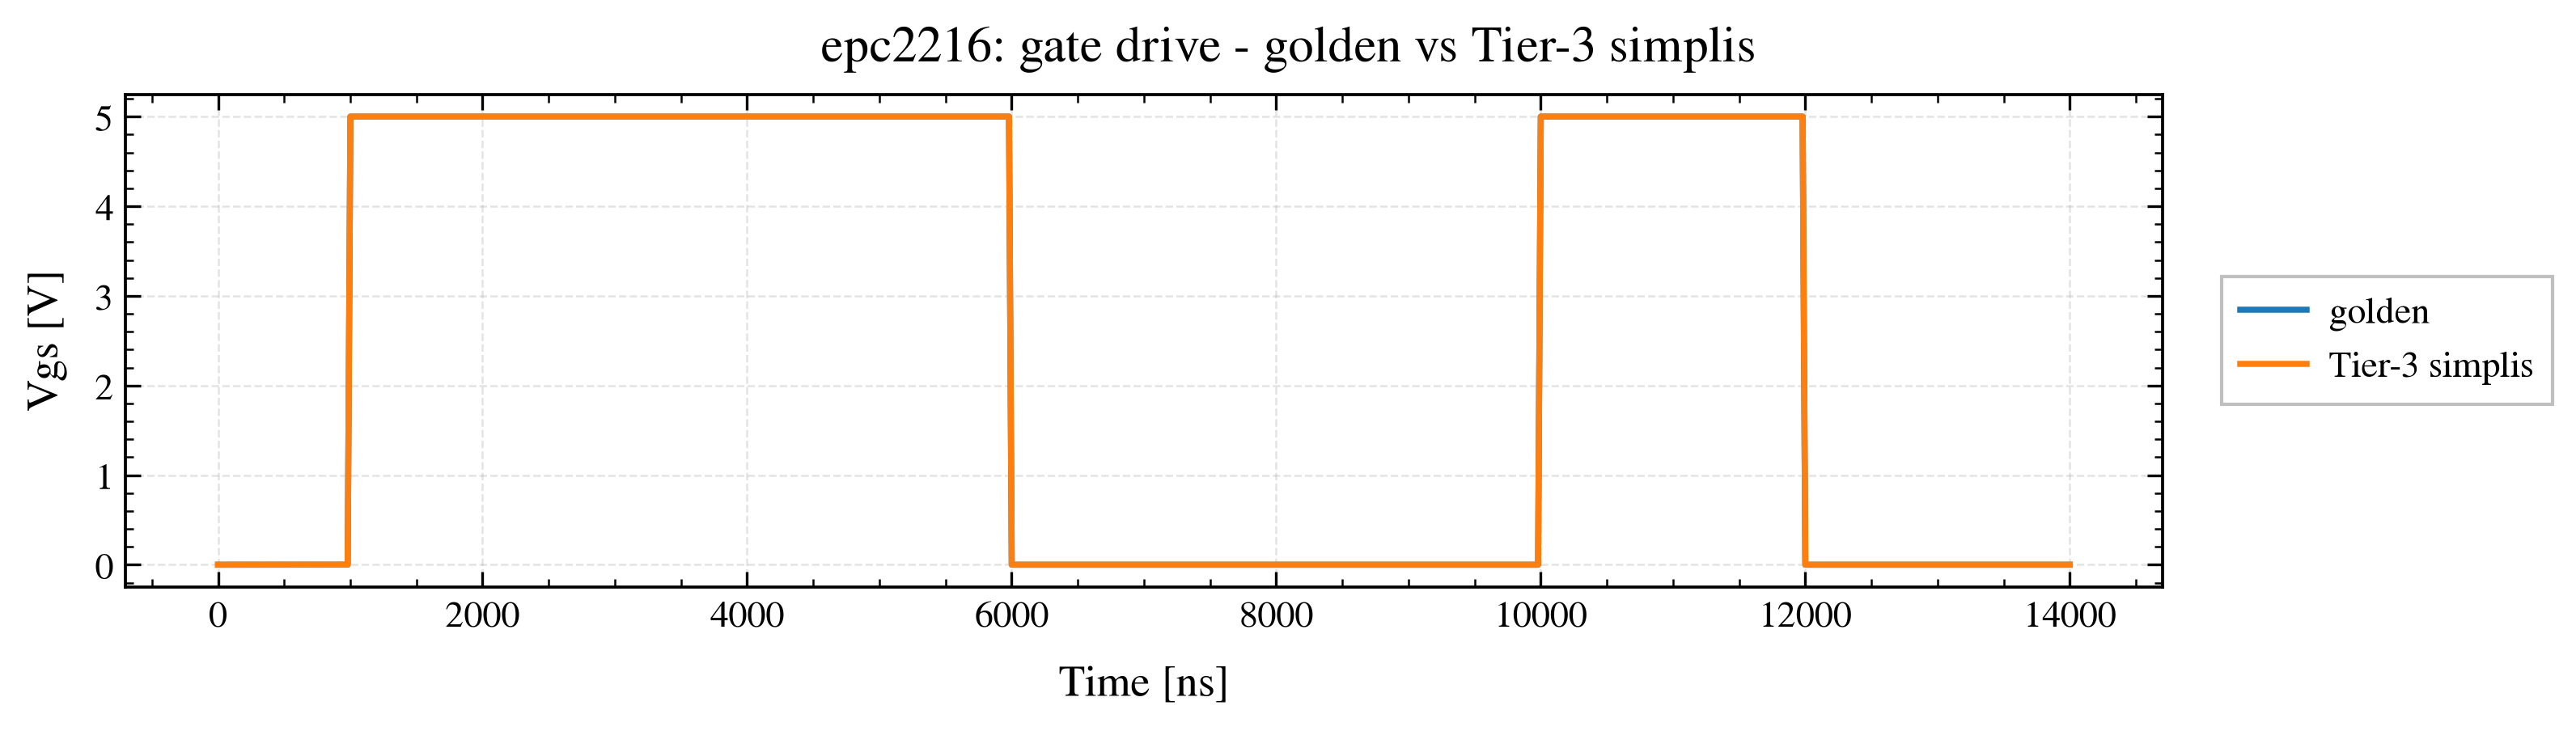 epc2216: gate drive - golden vs Tier-3 simplis
Vgs [V]
5
4
3
2
1
0
0 2000 4000 6000 8000 10000 12000 14000
Time [ns]
golden
Tier-3 simplis